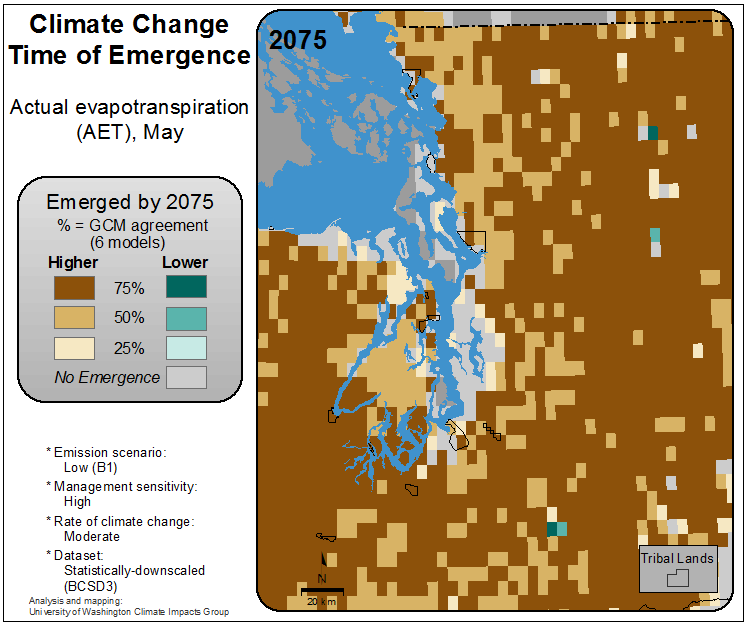 Climate Change
Time of Emergence
Actual evapotranspiration
(AET), May
Emerged by 2075
% = GCM agreement
(6 models)
Higher Lower
75%
50%
25%
No Emergence
* Emission scenario:
Low (B1)
* Management sensitivity:
High
* Rate of climate change:
Moderate
* Dataset:
Statistically-downscaled
(BCSD3)
Analysis and mapping:
University of Washington Climate Impacts Group
2075
N
20 km
Tribal Lands